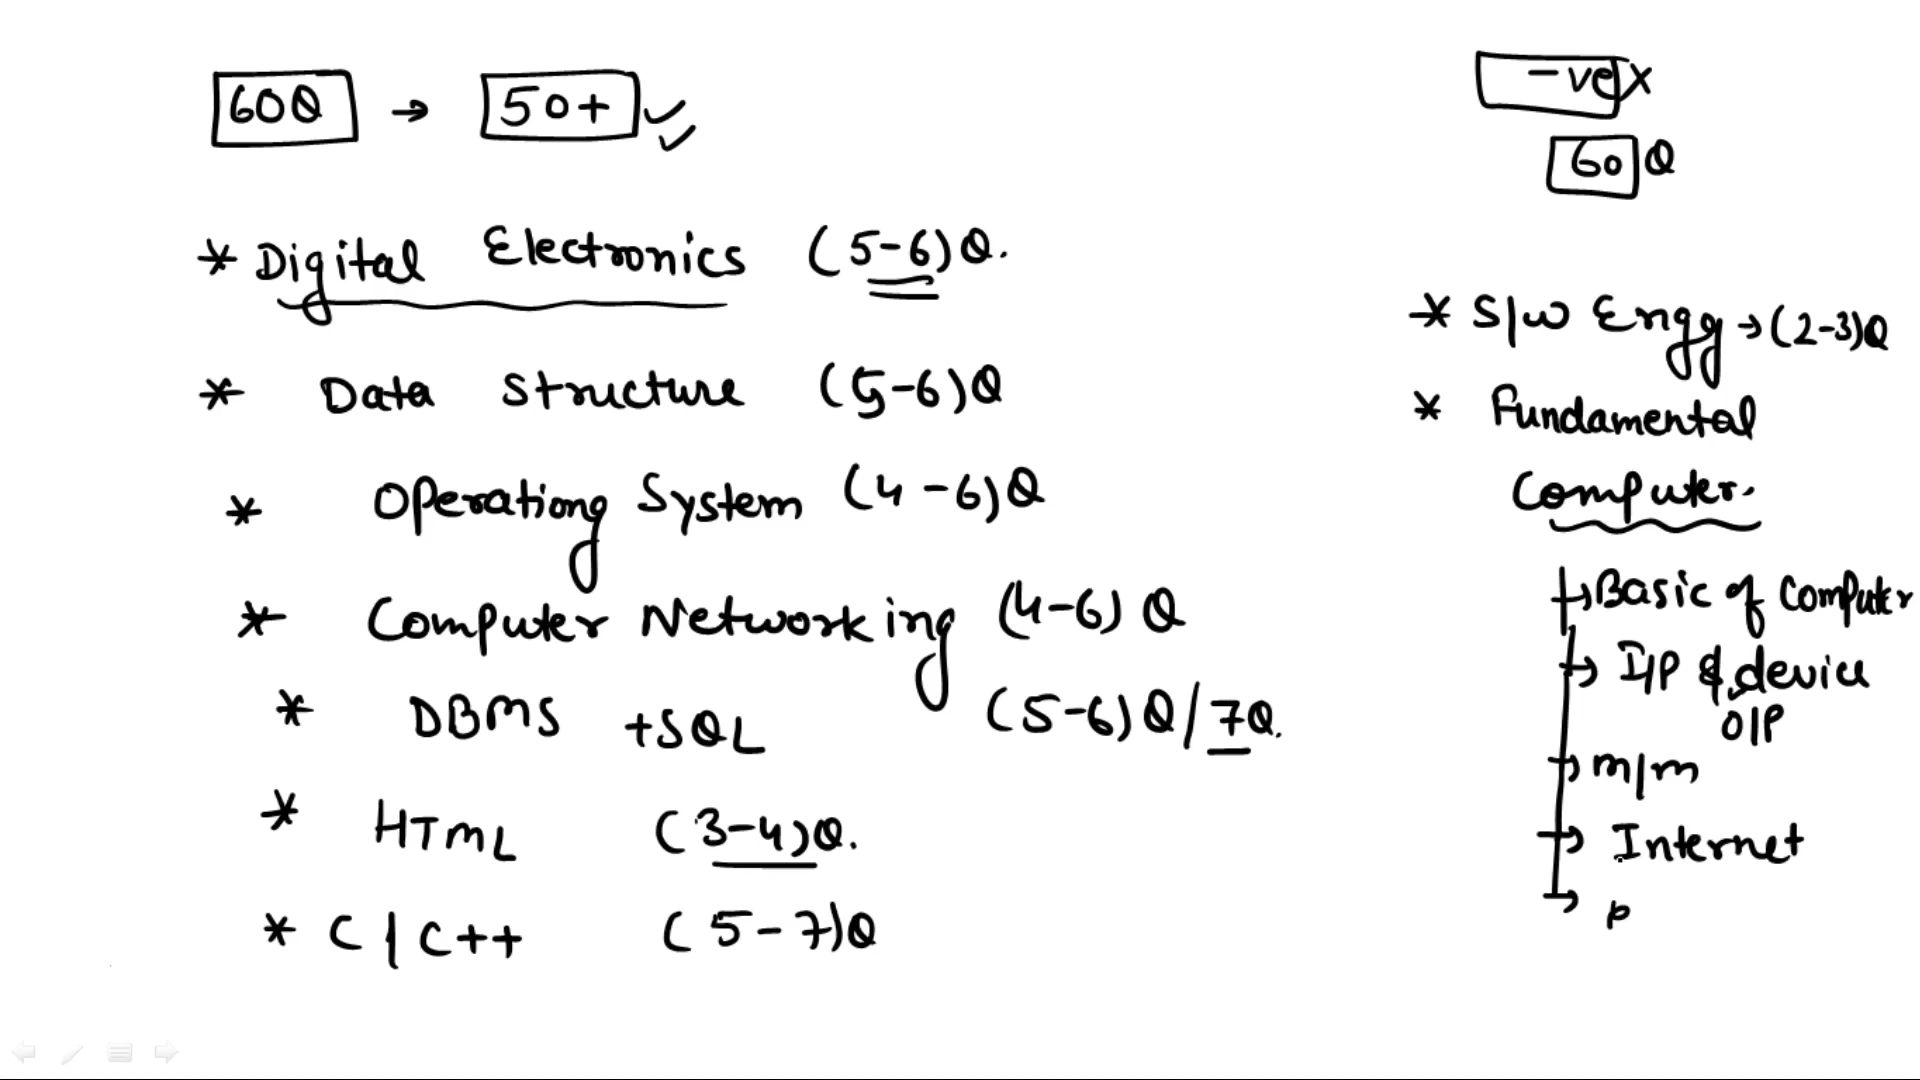 60Q → 50+
* Digital Electronics (5-6)Q.
* Data Structure (5-6)Q
* Operationg System (4-6)Q
* Computer Networking (4-6) Q
* DBMS +SQL (5-6)Q/7Q.
* HTML (3-4)Q.
* C/C++ (5-7)Q
-ve X
60 Q
* S/W Engg → (2-3)Q
* Fundamental
Computer.
→ Basic of Computer
→ I/P & device
O/P
→ m/m
→ Internet
→ P